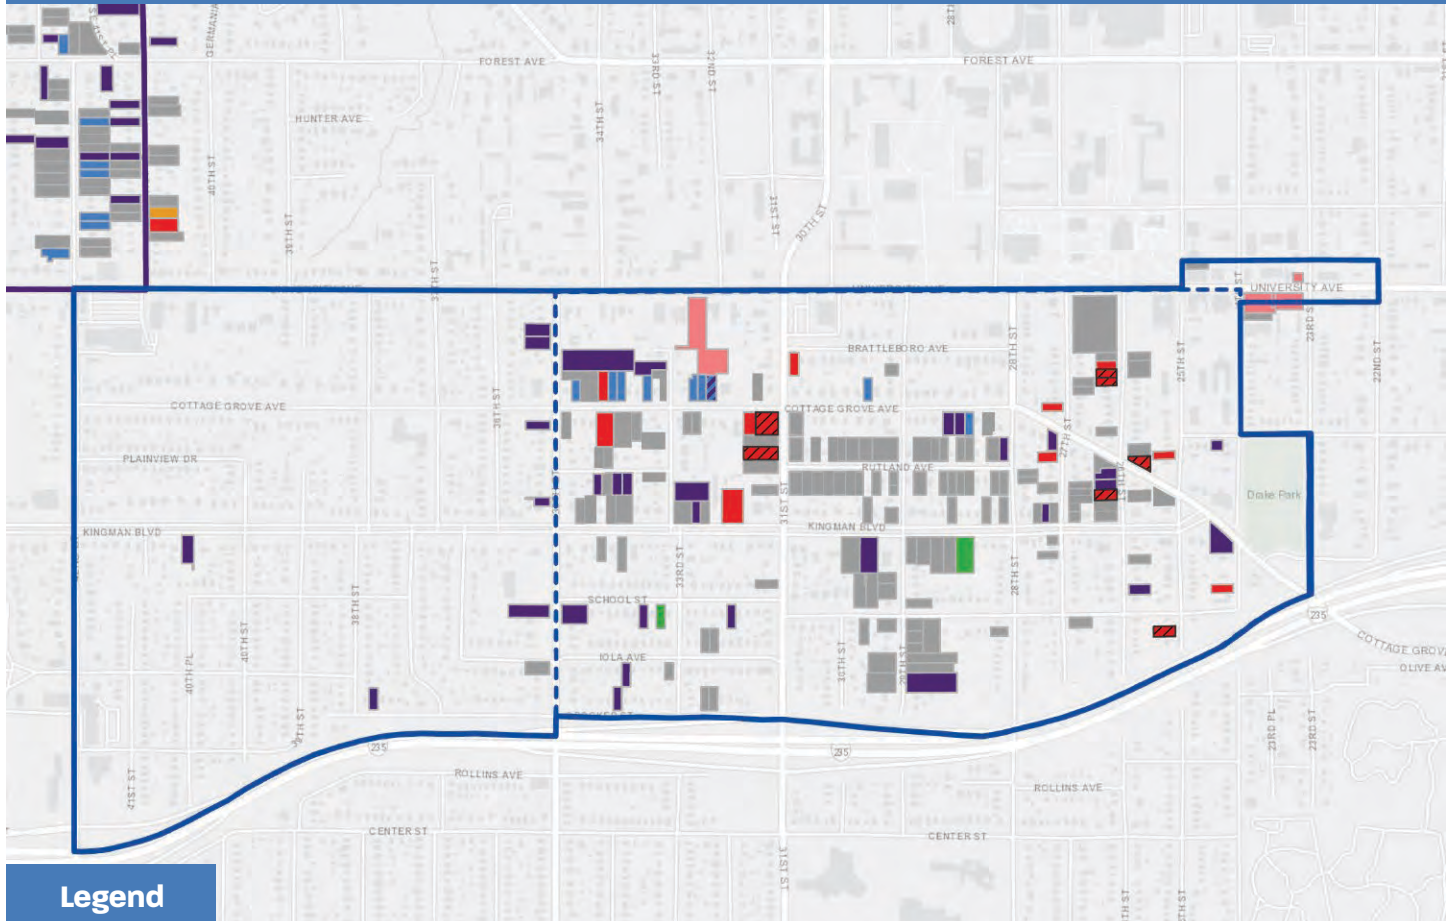 28TH
GERMANIA
FOREST AVE
33RD ST
32ND ST
FOREST AVE
HUNTER AVE
34TH ST
40TH ST
39TH ST
37TH ST
31ST ST
30TH ST
UNIVERSITY AVE
23RD S
22ND ST
BRATTLEBORO AVE
28TH ST
25TH ST
36TH ST
COTTAGE GROVE AVE
COTTAGE GROVE AVE
27TH ST
PLAINVIEW DR
RUTLAND AVE
Drake Park
31ST ST
KINGMAN BLVD
KINGMAN BLVD
33RD ST
28TH ST
38TH ST
SCHOOL ST
235
COTTAGE GROV
OLIVE AV
40TH ST
40TH PL
IOLA AVE
30TH ST
29TH ST
39TH ST
23RD PL
23RD ST
235
235
41ST ST
ROLLINS AVE
ROLLINS AVE
CENTER ST
CENTER ST
31ST ST
Legend